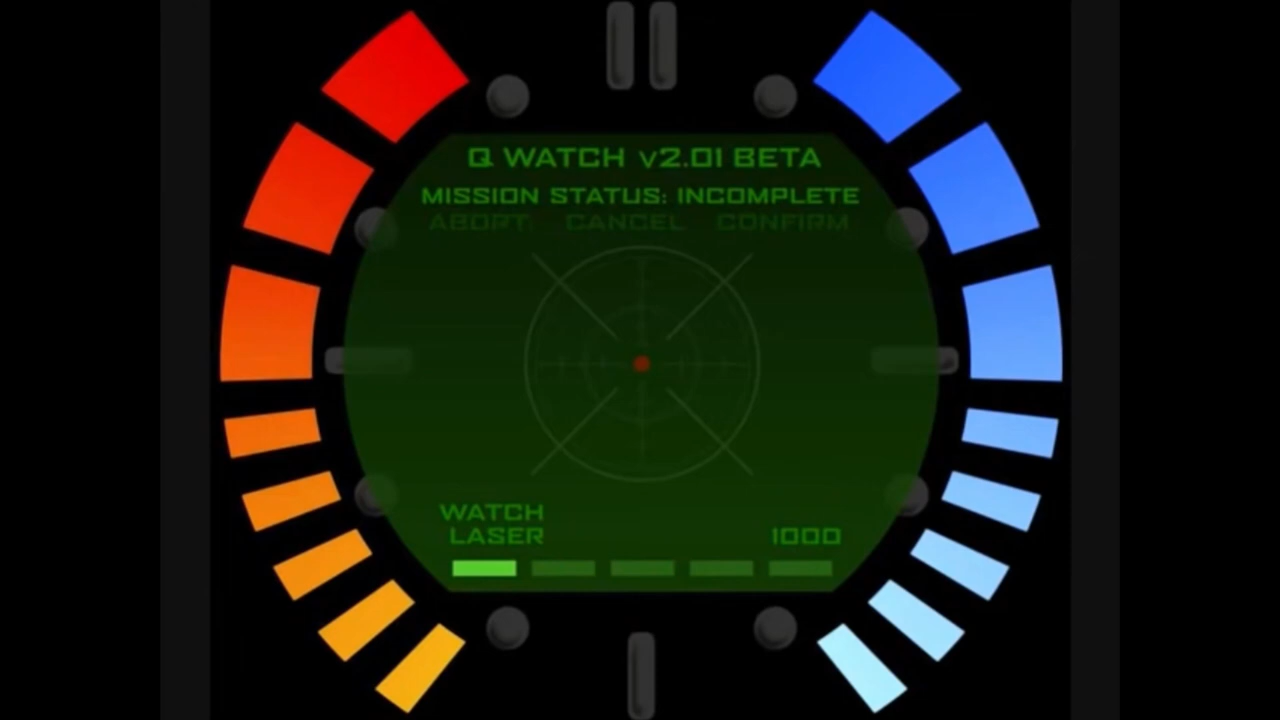 Q WATCH v2.01 BETA
MISSION STATUS: INCOMPLETE
ABORT: CANCEL CONFIRM
WATCH
LASER 1000